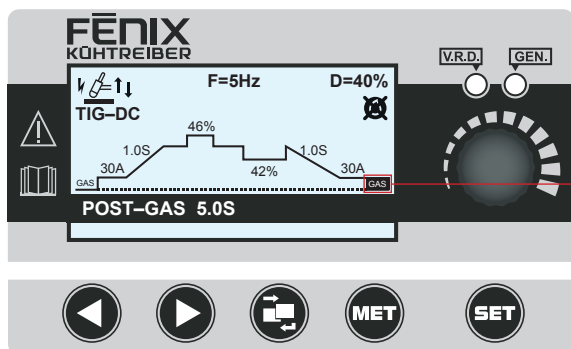 FĒNIX
KÜHTREIBER
V.R.D. GEN.
F=5Hz D=40%
TIG–DC
46%
1.0S 1.0S
30A 42% 30A
GAS GAS
POST–GAS 5.0S
MET SET